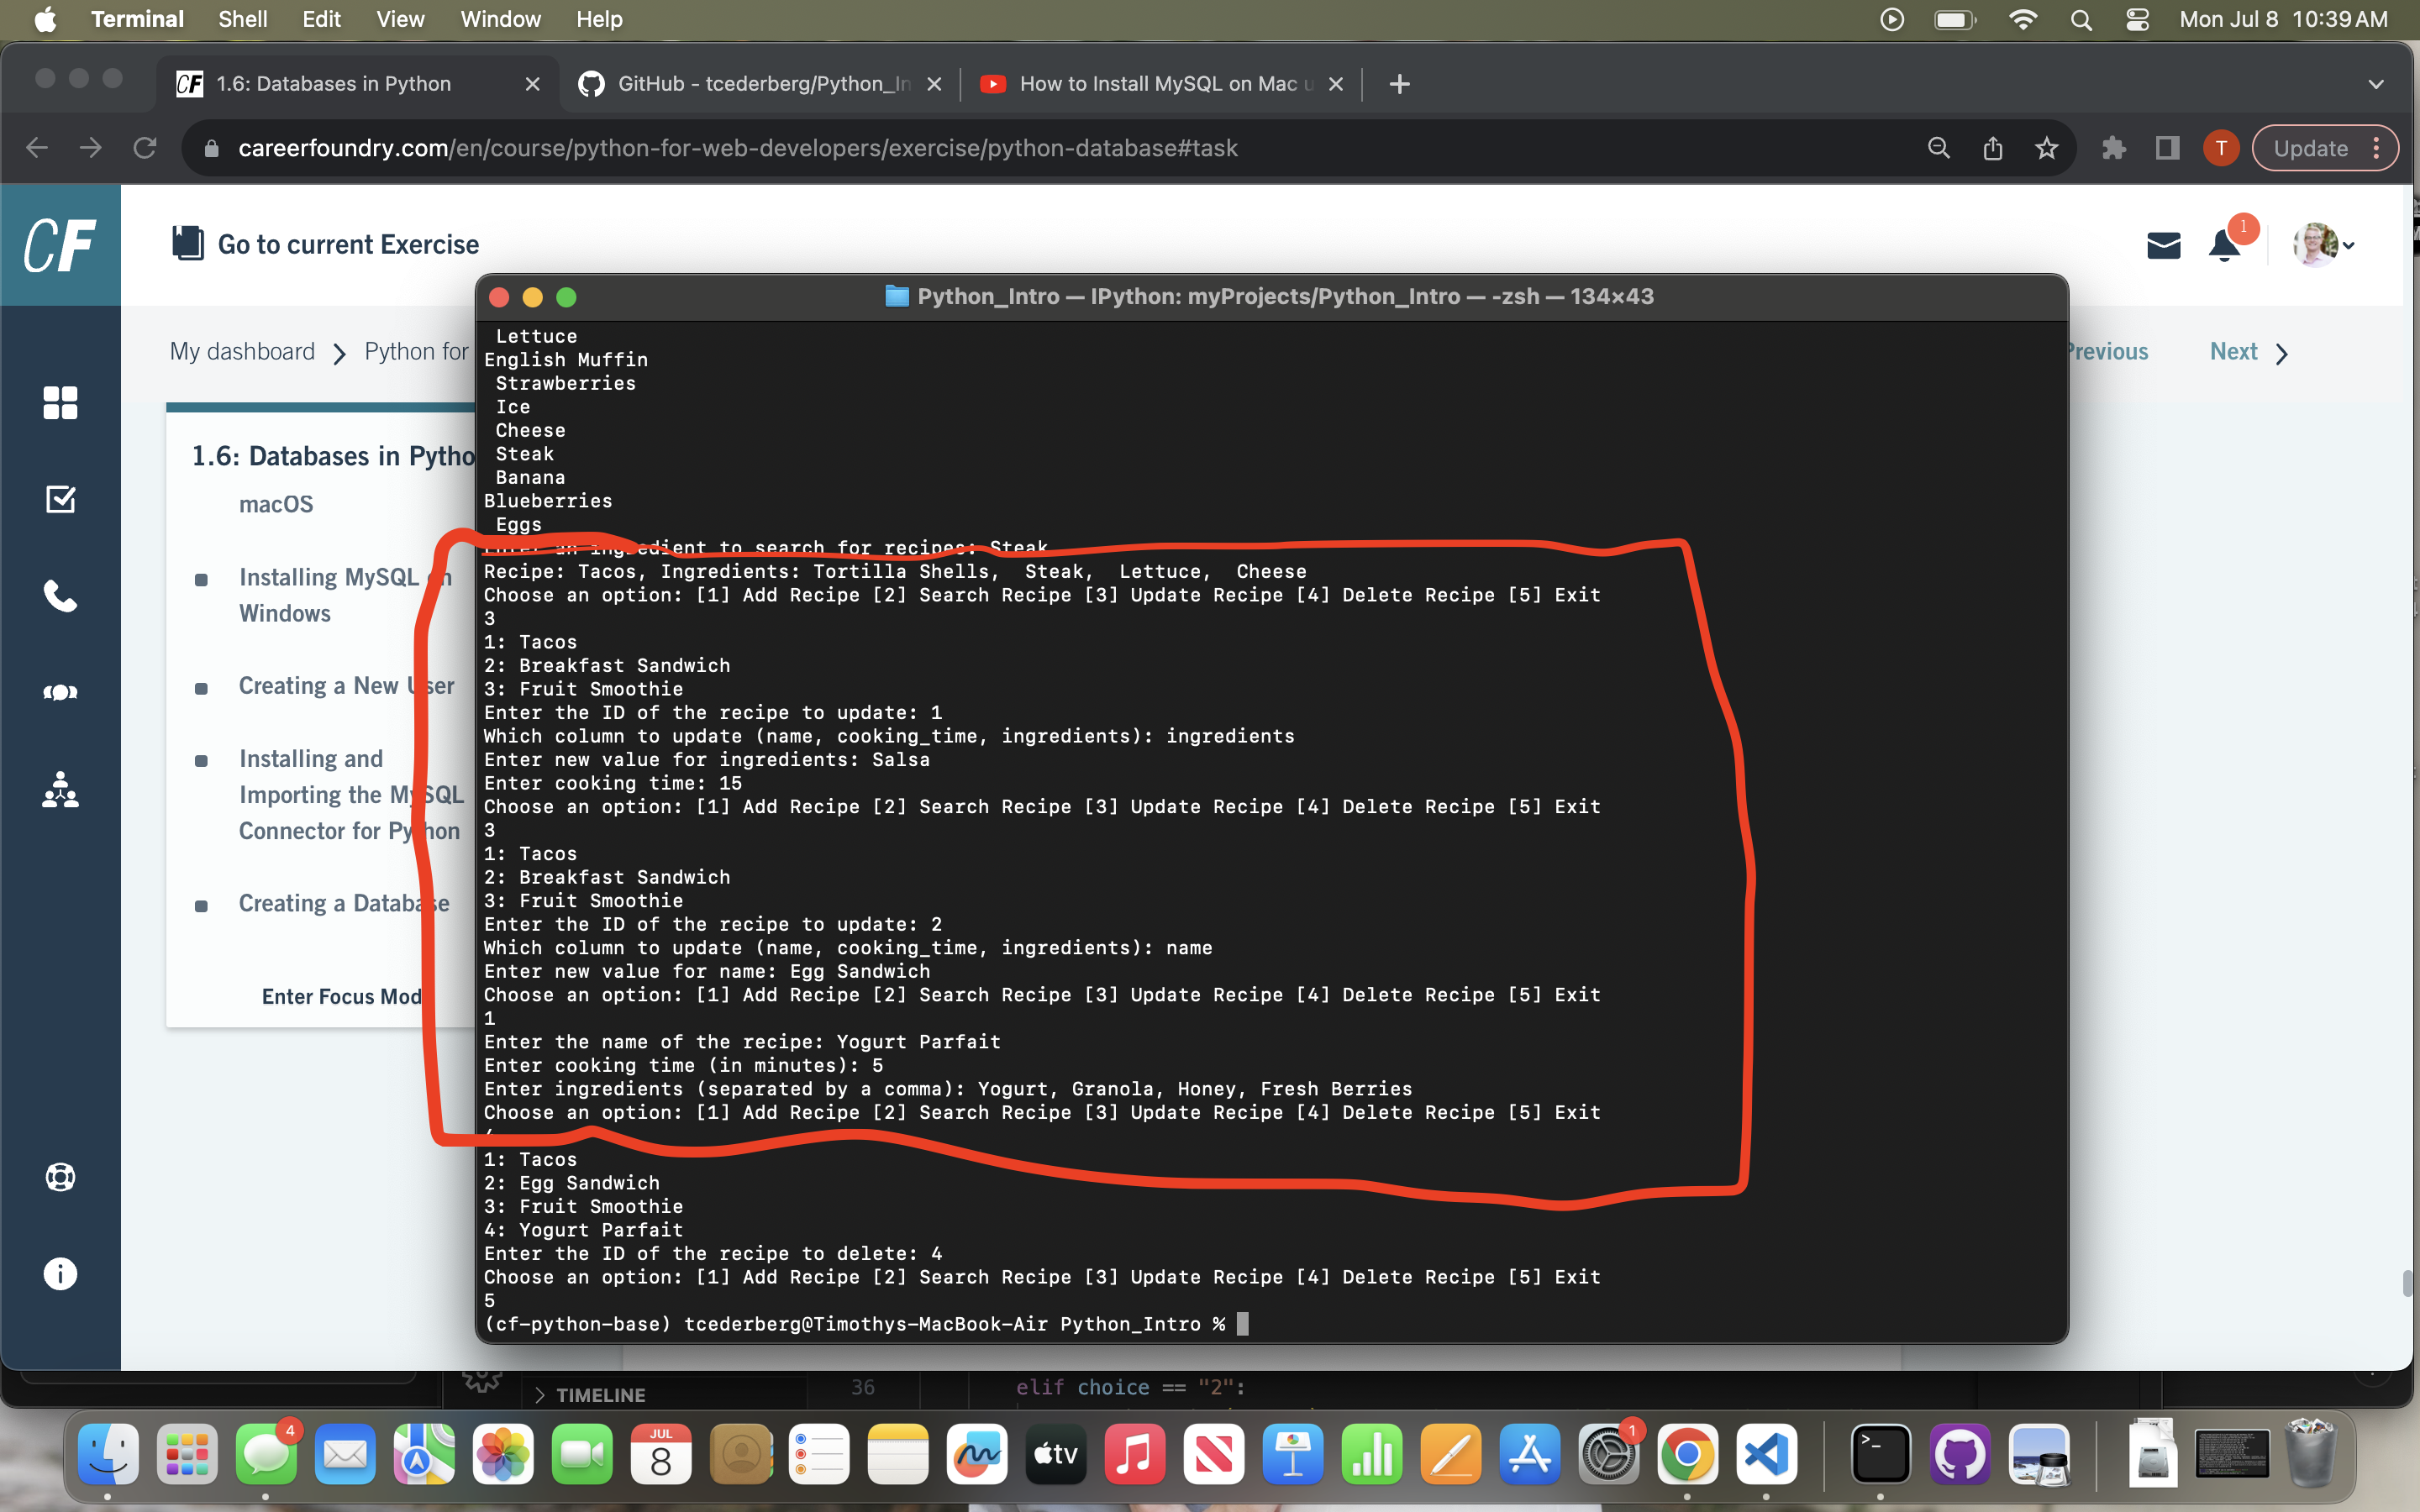 Terminal Shell Edit View Window Help Mon Jul 8 10:39 AM
1.6: Databases in Python GitHub - tcederberg/Python_In How to Install MySQL on Mac u
careerfoundry.com/en/course/python-for-web-developers/exercise/python-database#task T Update
CF Go to current Exercise 1
My dashboard Python for Previous Next
1.6: Databases in Pytho
macOS
Installing MySQL on
Windows
Creating a New User
Installing and
Importing the MySQL
Connector for Python
Creating a Database
Enter Focus Mod
Python_Intro — IPython: myProjects/Python_Intro — -zsh — 134×43
Lettuce
English Muffin
Strawberries
Ice
Cheese
Steak
Banana
Blueberries
Eggs
Enter an ingredient to search for recipes: Steak
Recipe: Tacos, Ingredients: Tortilla Shells,  Steak,  Lettuce,  Cheese
Choose an option: [1] Add Recipe [2] Search Recipe [3] Update Recipe [4] Delete Recipe [5] Exit
3
1: Tacos
2: Breakfast Sandwich
3: Fruit Smoothie
Enter the ID of the recipe to update: 1
Which column to update (name, cooking_time, ingredients): ingredients
Enter new value for ingredients: Salsa
Enter cooking time: 15
Choose an option: [1] Add Recipe [2] Search Recipe [3] Update Recipe [4] Delete Recipe [5] Exit
3
1: Tacos
2: Breakfast Sandwich
3: Fruit Smoothie
Enter the ID of the recipe to update: 2
Which column to update (name, cooking_time, ingredients): name
Enter new value for name: Egg Sandwich
Choose an option: [1] Add Recipe [2] Search Recipe [3] Update Recipe [4] Delete Recipe [5] Exit
1
Enter the name of the recipe: Yogurt Parfait
Enter cooking time (in minutes): 5
Enter ingredients (separated by a comma): Yogurt, Granola, Honey, Fresh Berries
Choose an option: [1] Add Recipe [2] Search Recipe [3] Update Recipe [4] Delete Recipe [5] Exit
4
1: Tacos
2: Egg Sandwich
3: Fruit Smoothie
4: Yogurt Parfait
Enter the ID of the recipe to delete: 4
Choose an option: [1] Add Recipe [2] Search Recipe [3] Update Recipe [4] Delete Recipe [5] Exit
5
(cf-python-base) tcederberg@Timothys-MacBook-Air Python_Intro %
TIMELINE 36 elif choice == "2":
4 JUL 8 tv 1